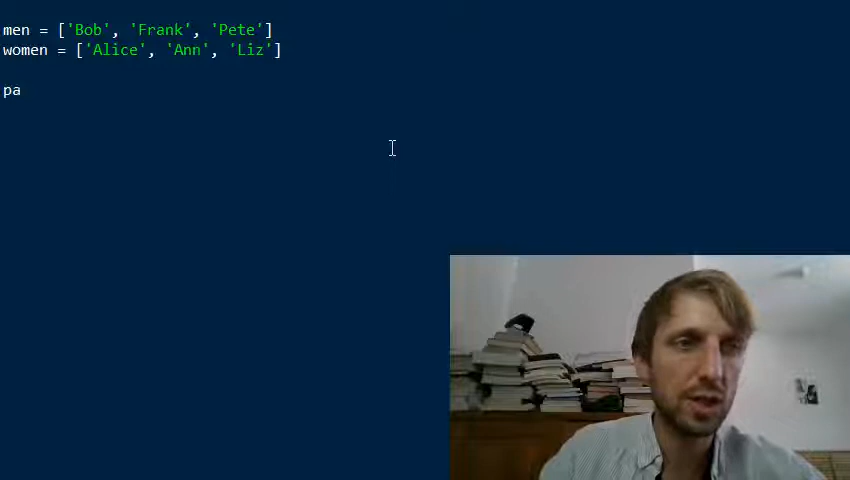 men = ['Bob', 'Frank', 'Pete']
women = ['Alice', 'Ann', 'Liz']
pa